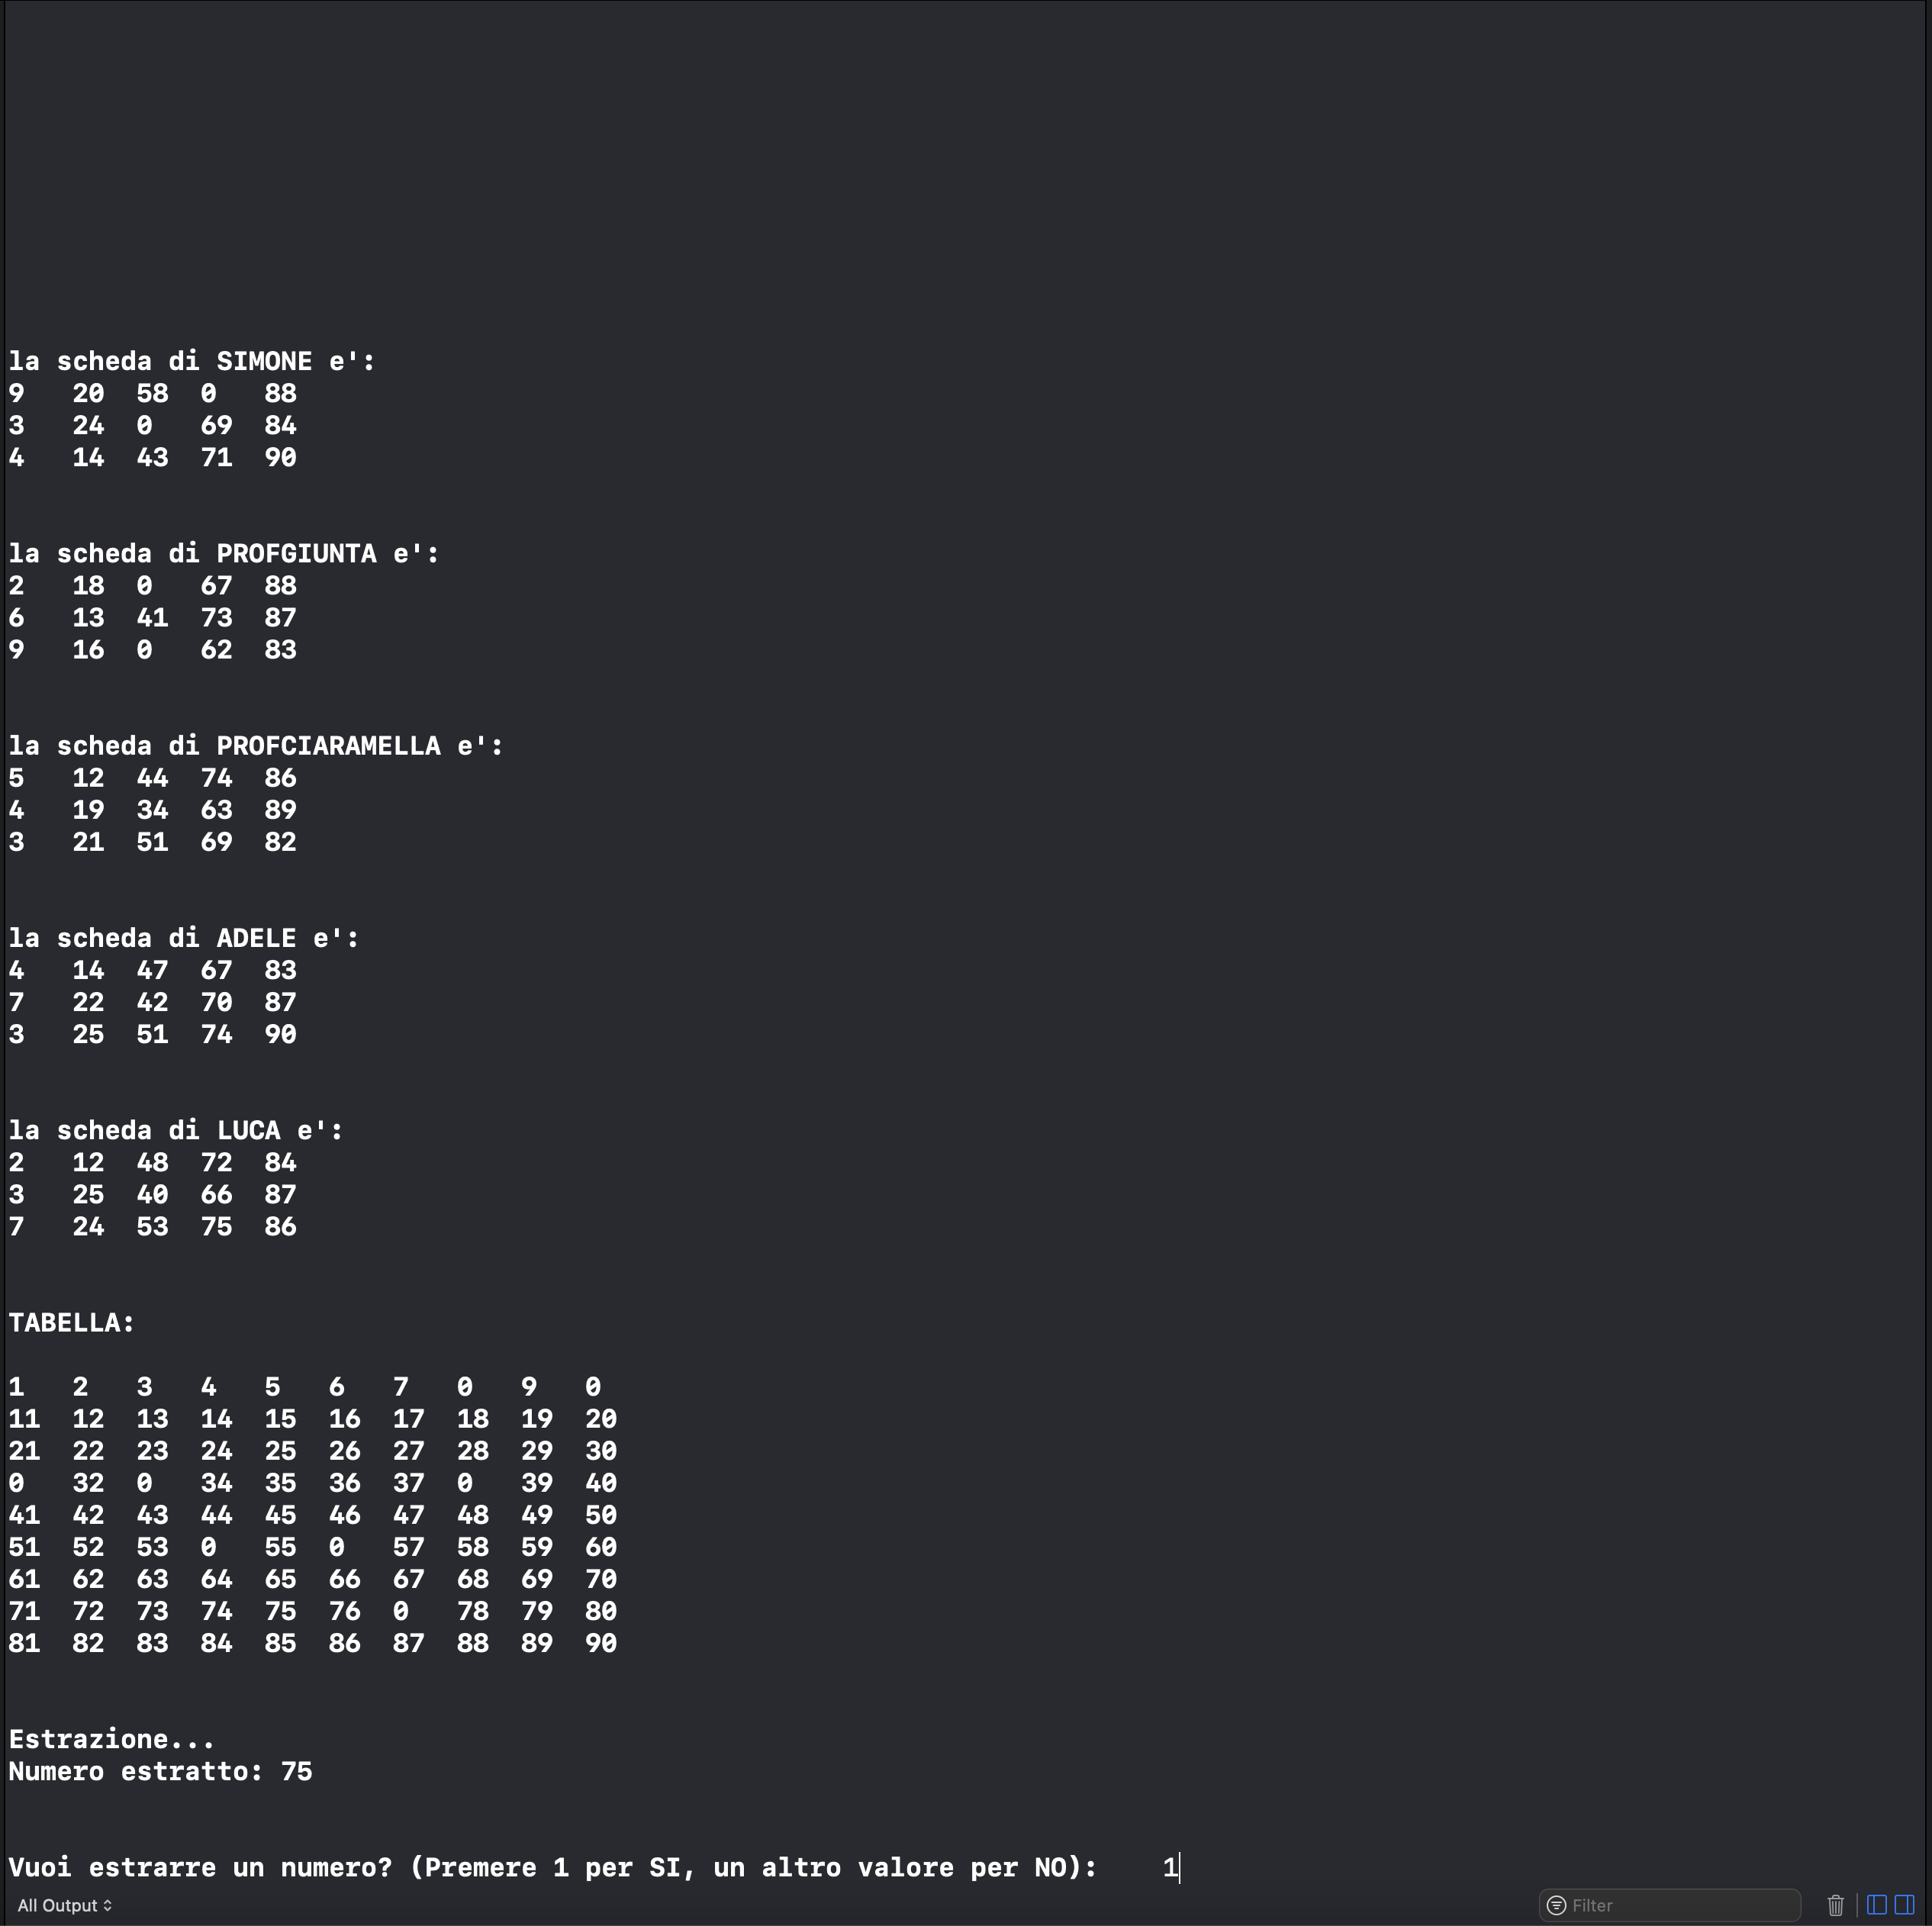 la scheda di SIMONE e':
9 20 58 0 88
3 24 0 69 84
4 14 43 71 90
la scheda di PROFGIUNTA e':
2 18 0 67 88
6 13 41 73 87
9 16 0 62 83
la scheda di PROFCIARAMELLA e':
5 12 44 74 86
4 19 34 63 89
3 21 51 69 82
la scheda di ADELE e':
4 14 47 67 83
7 22 42 70 87
3 25 51 74 90
la scheda di LUCA e':
2 12 48 72 84
3 25 40 66 87
7 24 53 75 86
TABELLA:
1 2 3 4 5 6 7 0 9 0
11 12 13 14 15 16 17 18 19 20
21 22 23 24 25 26 27 28 29 30
0 32 0 34 35 36 37 0 39 40
41 42 43 44 45 46 47 48 49 50
51 52 53 0 55 0 57 58 59 60
61 62 63 64 65 66 67 68 69 70
71 72 73 74 75 76 0 78 79 80
81 82 83 84 85 86 87 88 89 90
Estrazione...
Numero estratto: 75
Vuoi estrarre un numero? (Premere 1 per SI, un altro valore per NO): 1
All Output
Filter